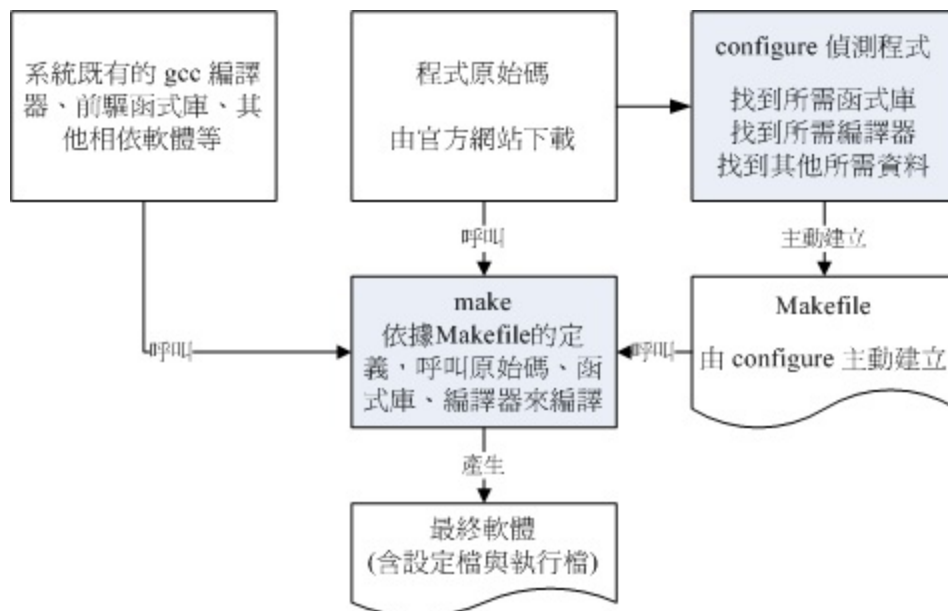 系統既有的 gcc 編譯
器、前驅函式庫、其
他相依軟體等
程式原始碼
由官方網站下載
configure 偵測程式
找到所需函式庫
找到所需編譯器
找到其他所需資料
呼叫
主動建立
make
依據Makefile的定
義，呼叫原始碼、函
式庫、編譯器來編譯
呼叫
呼叫
Makefile
由 configure 主動建立
產生
最終軟體
(含設定檔與執行檔)